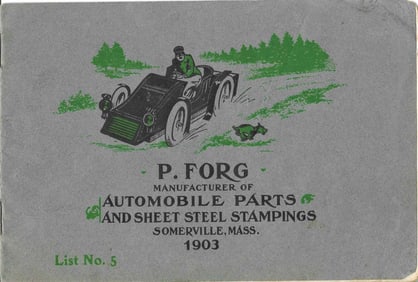 P. FORG
MANUFACTURER OF
AUTOMOBILE PARTS
AND SHEET STEEL STAMPINGS
SOMERVILLE, MASS.
1903
List No. 5